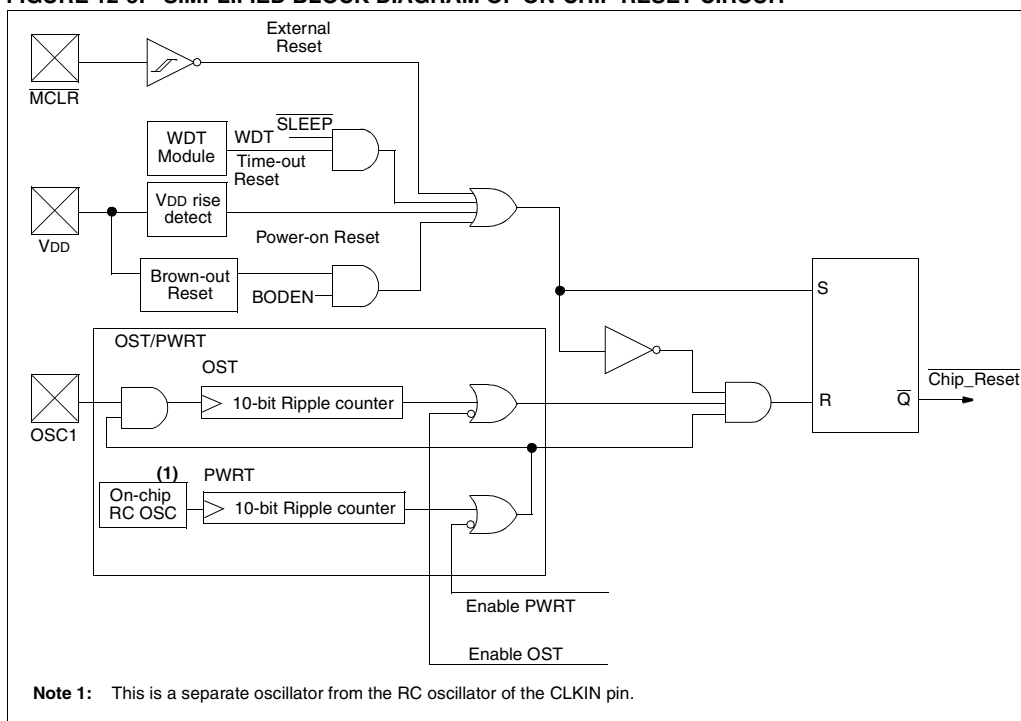 FIGURE 12-6: SIMPLIFIED BLOCK DIAGRAM OF ON-CHIP RESET CIRCUIT
External
Reset
MCLR
SLEEP
WDT
Module
WDT
Time-out
Reset
VDD rise
detect
VDD
Power-on Reset
Brown-out
Reset
BODEN
S
OST/PWRT
OST
10-bit Ripple counter
Chip_Reset
R
Q
OSC1
(1)
PWRT
On-chip
RC OSC
10-bit Ripple counter
Enable PWRT
Enable OST
Note 1: This is a separate oscillator from the RC oscillator of the CLKIN pin.